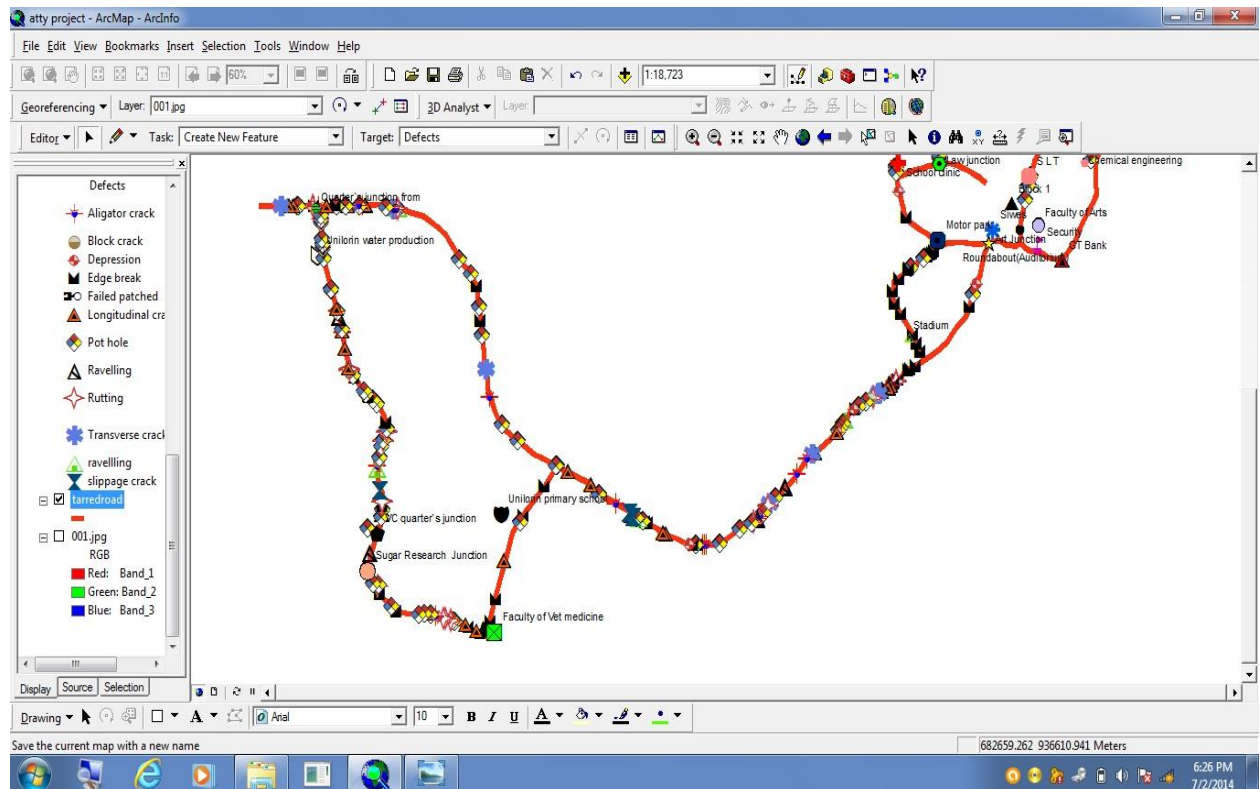 atty project - ArcMap - ArcInfo
File Edit View Bookmarks Insert Selection Tools Window Help
60% 1:18,723
Georeferencing Layer: 001.jpg 3D Analyst Layer:
Editor Task: Create New Feature Target: Defects
Defects
Aligator crack
Block crack
Depression
Edge break
Failed patched
Longitudinal cra
Pot hole
Ravelling
Rutting
Transverse crack
ravellling
slippage crack
tarredroad
001.jpg
RGB
Red: Band_1
Green: Band_2
Blue: Band_3
Quarter`s junction from
Unilorin water production
VC quarter`s junction
Sugar Research Junction
Faculty of Vet medicine
Unilorin primary school
Stadium
Law junction
School clinic
S L T
Chemical engineering
Block 1
Siwes
Faculty of Arts
Security
Motor park
Art Junction
GT Bank
Roundabout(Auditorium
Display Source Selection
Drawing A Arial 10 B I U A
Save the current map with a new name
682659.262 936610.941 Meters
6:26 PM
7/2/2014